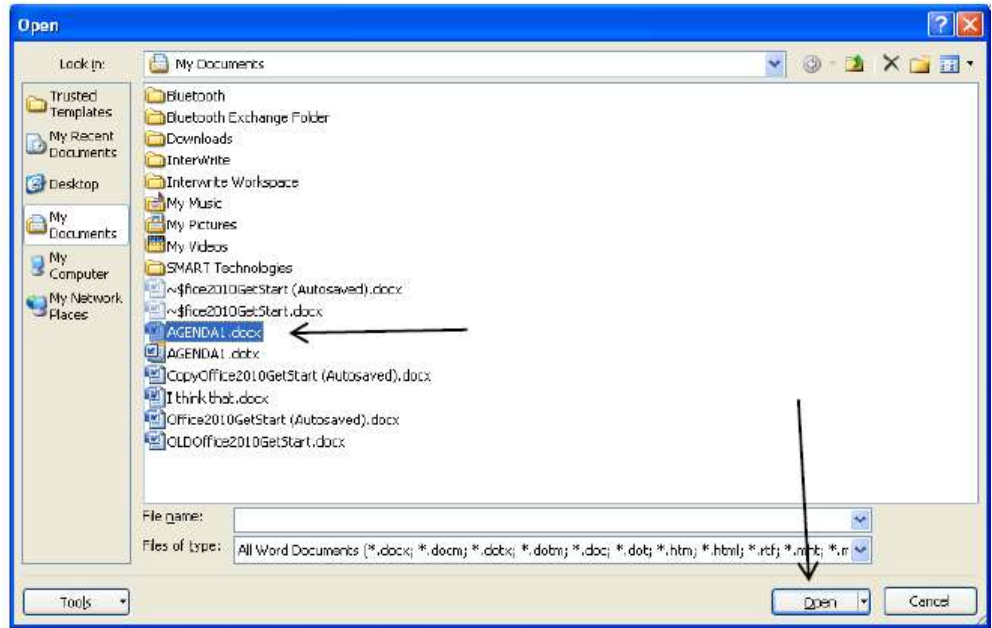 Open
Look in:
My Documents
Trusted
Templates
My Recent
Documents
Desktop
My
Documents
My
Computer
My Network
Places
Bluetooth
Bluetooth Exchange Folder
Downloads
InterWrite
Interwrite Workspace
My Music
My Pictures
My Videos
SMART Technologies
~$fice2010GetStart (Autosaved).docx
~$fice2010GetStart.docx
AGENDA1.docx
AGENDA1.dotx
CopyOffice2010GetStart (Autosaved).docx
I think that.docx
Office2010GetStart (Autosaved).docx
OLDOffice2010GetStart.docx
File name:
Files of type:
All Word Documents (*.docx; *.docm; *.dotx; *.dotm; *.doc; *.dot; *.htm; *.html; *.rtf; *.mht; *.m
Tools
Open
Cancel